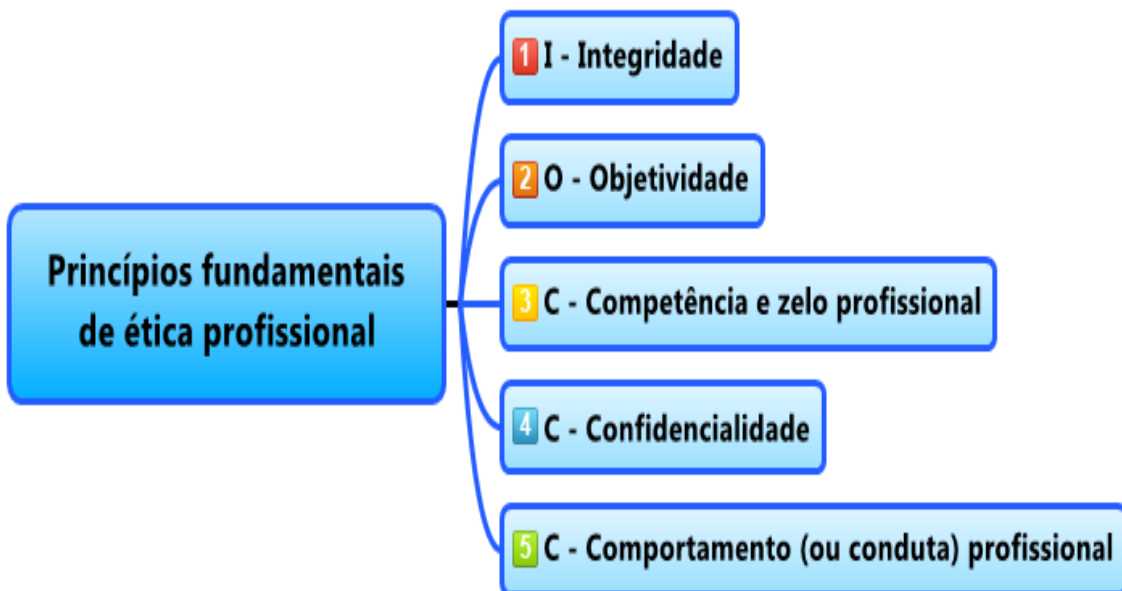 Princípios fundamentais
de ética profissional
1 I - Integridade
2 O - Objetividade
3 C - Competência e zelo profissional
4 C - Confidencialidade
5 C - Comportamento (ou conduta) profissional